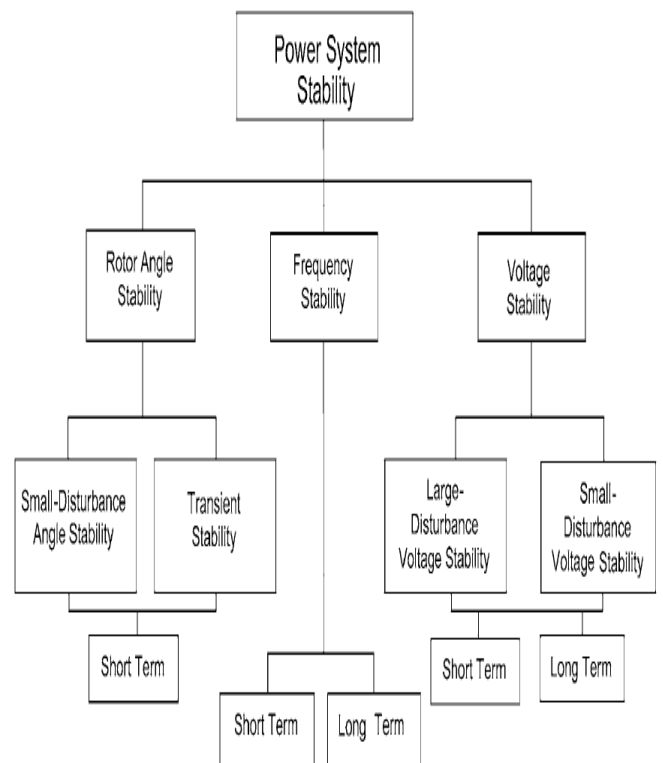 Power System
Stability
Rotor Angle
Stability
Frequency
Stability
Voltage
Stability
Small-Disturbance
Angle Stability
Transient
Stability
Large-
Disturbance
Voltage Stability
Small-
Disturbance
Voltage Stability
Short Term
Short Term
Long Term
Short Term
Long Term